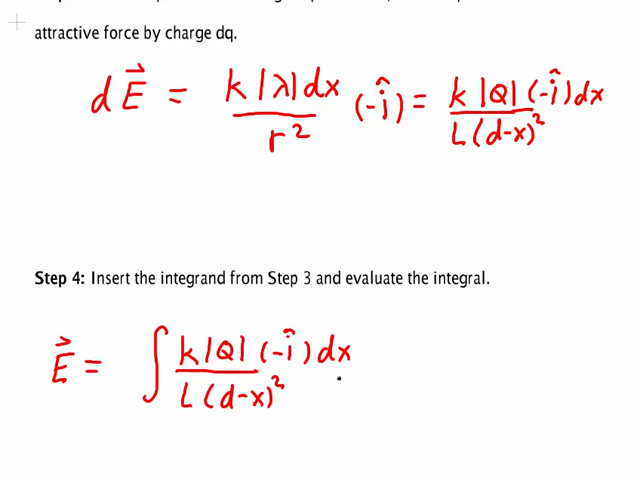 attractive force by charge dq.
dE⃗ = k|λ|dx / r² (-î) = k|Q|(-î)dx / L(d-x)²
Step 4: Insert the integrand from Step 3 and evaluate the integral.
E⃗ = ∫ k|Q|(-î)dx / L(d-x)²